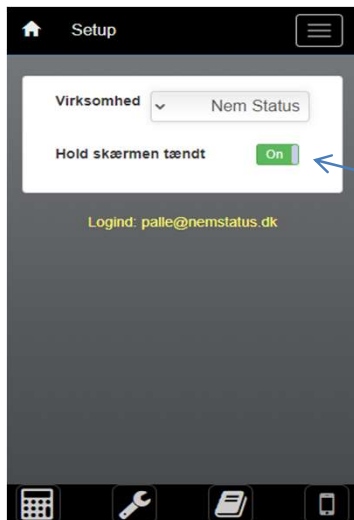 Setup
Virksomhed
Nem Status
Hold skærmen tændt
On
Logind: palle@nemstatus.dk